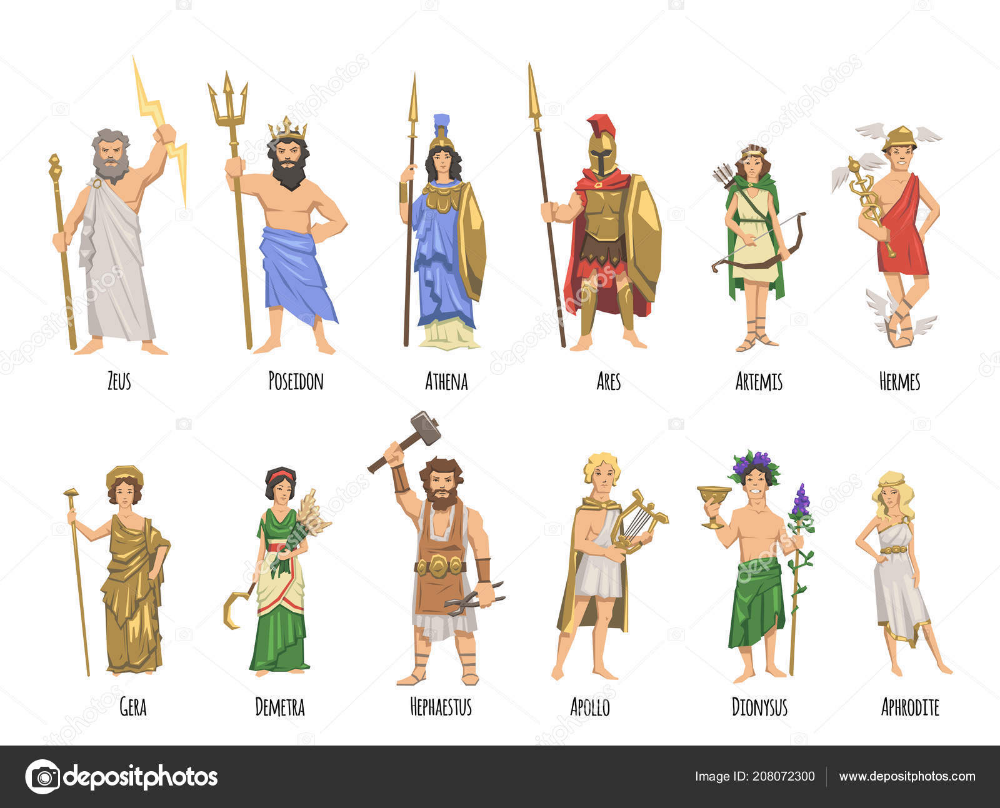 Zeus
Poseidon
Athena
Ares
Artemis
Hermes
Gera
Demetra
Hephaestus
Apollo
Dionysus
Aphrodite
depositphotos
Image ID: 208072300
www.depositphotos.com